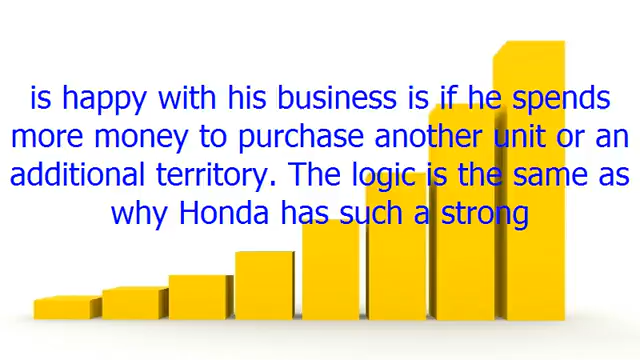 is happy with his business is if he spends
more money to purchase another unit or an
additional territory. The logic is the same as
why Honda has such a strong